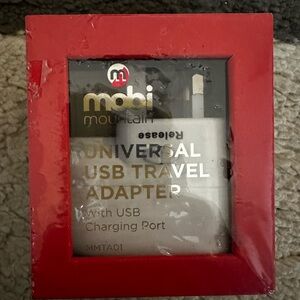 m
mobi
mountain
Release
UNIVERSAL
USB TRAVEL
ADAPTER
With USB
Charging Port
MMTA01